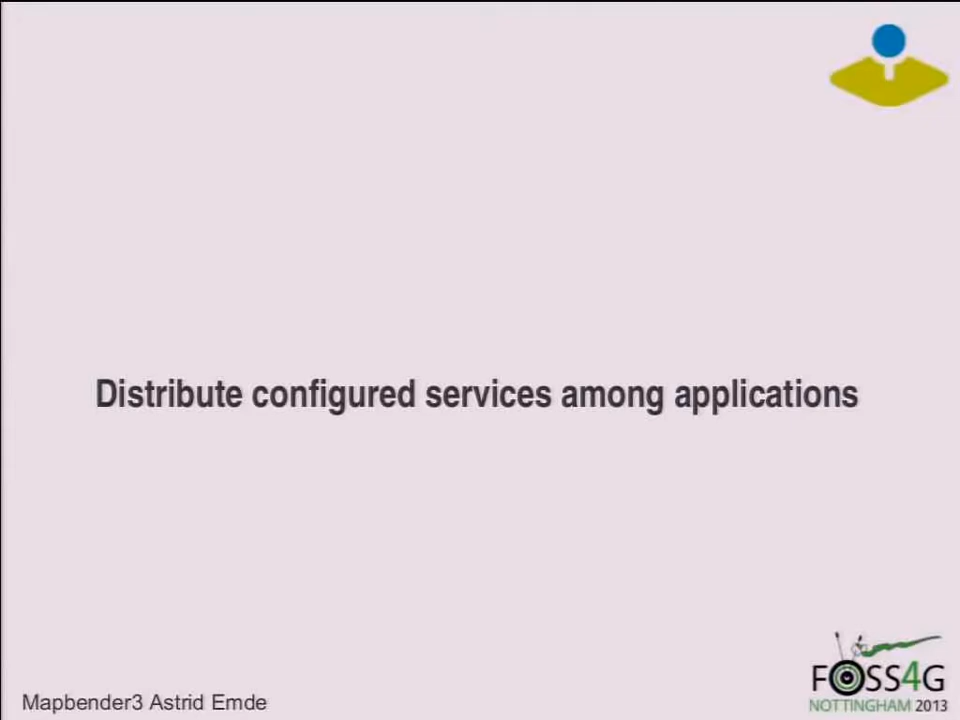 Distribute configured services among applications
Mapbender3 Astrid Emde
FOSS4G
NOTTINGHAM 2013